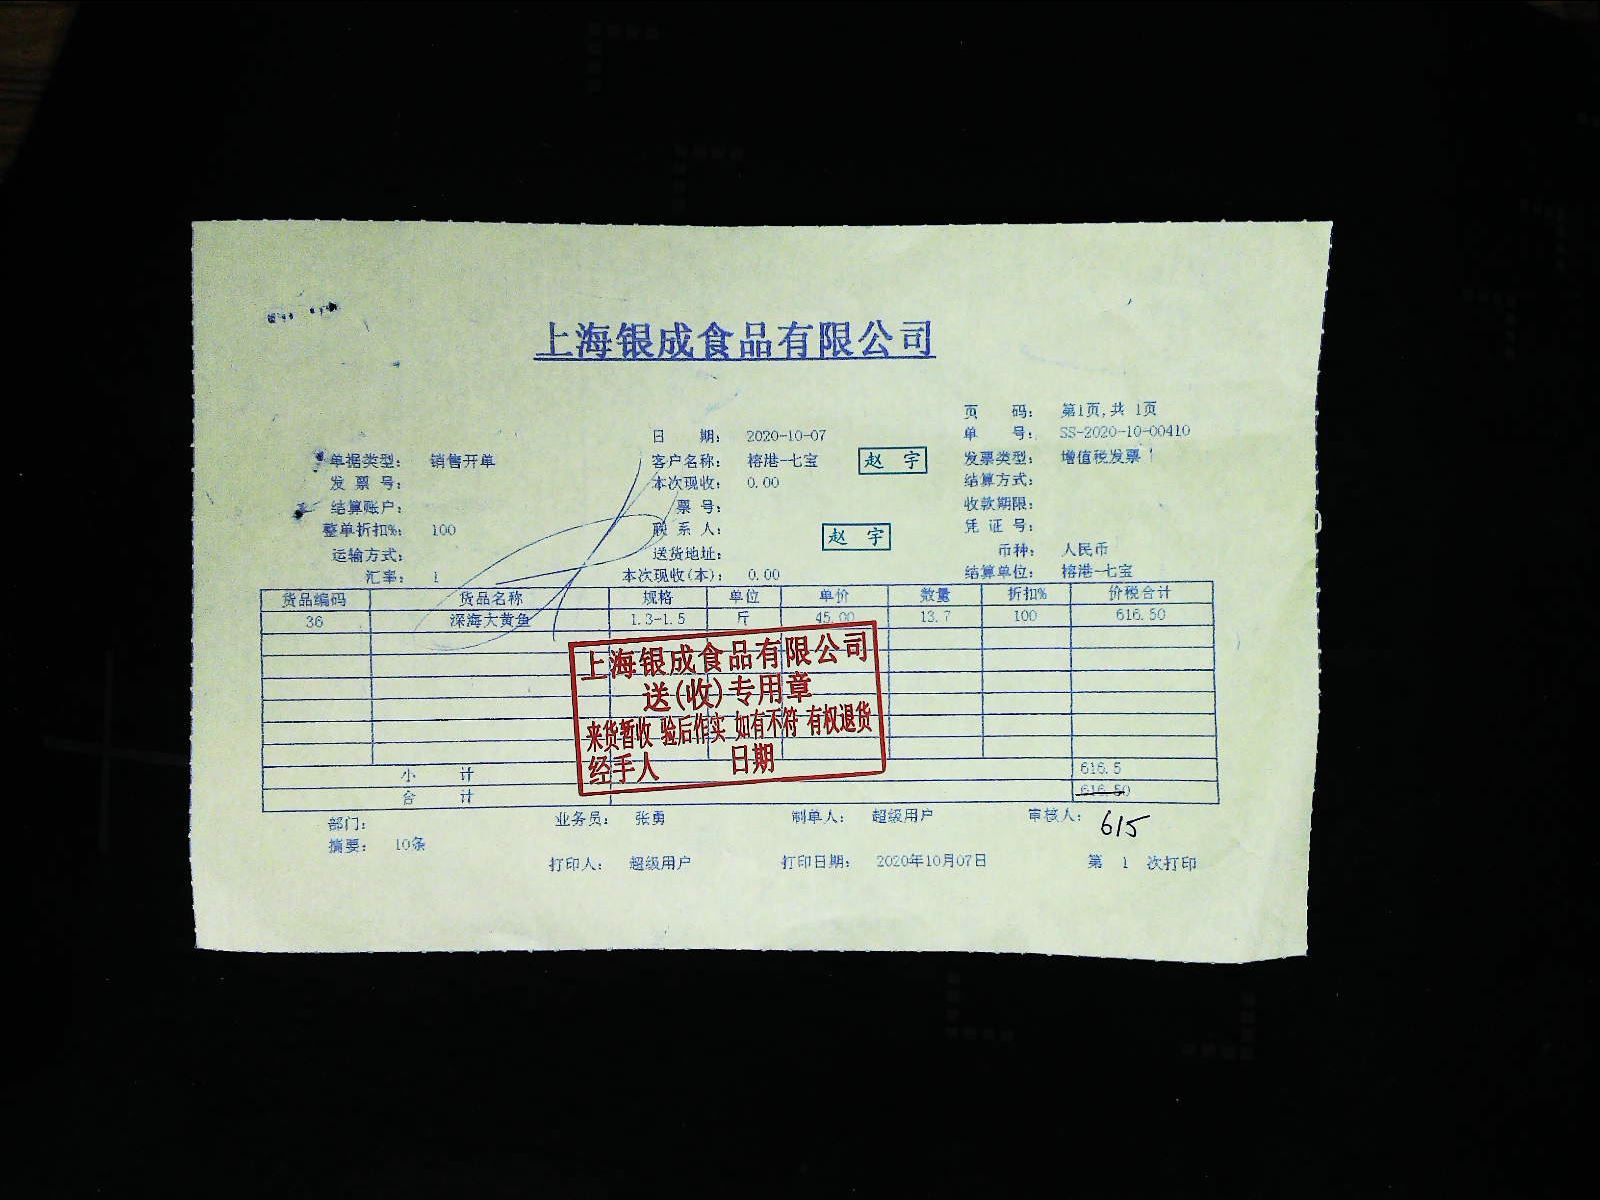 上海银成食品有限公司
页 码: 第1页,共 1页
日 期: 2020-10-07 单 号: SS-2020-10-00410
单据类型: 销售开单 客户名称: 榕港-七宝 赵 宇 发票类型: 增值税发票
发 票 号: 本次现收: 0.00 结算方式:
结算账户: 票 号: 收款期限:
整单折扣%: 100 联 系 人: 赵 宇 凭 证 号:
运输方式: 送货地址: 币种: 人民币
汇率: 1 本次现收(本): 0.00 结算单位: 榕港-七宝
货品编码 货品名称 规格 单位 单价 数量 折扣% 价税合计
36 深海大黄鱼 1.3-1.5 斤 45.00 13.7 100 616.50
上海银成食品有限公司
送(收)专用章
来货暂收 验后作实 如有不符 有权退货
经手人 日期
小 计 616.5
合 计 616.50
部门: 业务员: 张勇 制单人: 超级用户 审核人: 615
摘要: 10条
打印人: 超级用户 打印日期: 2020年10月07日 第 1 次打印